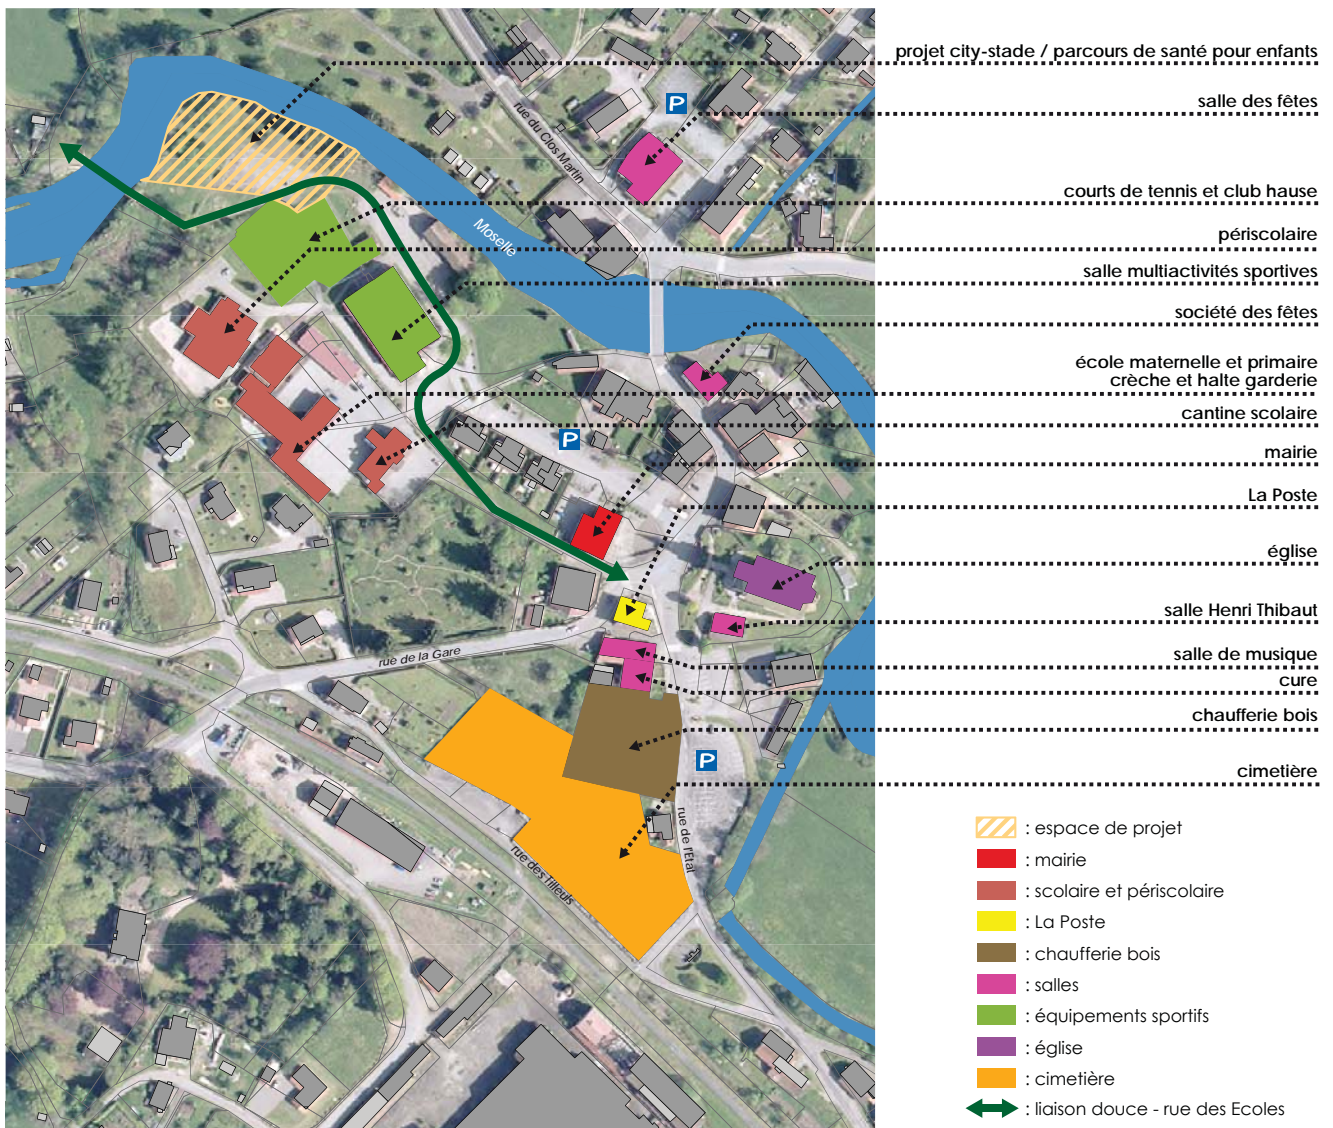 projet city-stade / parcours de santé pour enfants
salle des fêtes
courts de tennis et club hause
périscolaire
salle multiactivités sportives
société des fêtes
école maternelle et primaire
crèche et halte garderie
cantine scolaire
mairie
La Poste
église
salle Henri Thibaut
salle de musique
cure
chaufferie bois
cimetière
P
rue du Clos Martin
Moselle
P
rue de la Gare
P
rue de l'Etat
rue des Tilleuls
: espace de projet
: mairie
: scolaire et périscolaire
: La Poste
: chaufferie bois
: salles
: équipements sportifs
: église
: cimetière
: liaison douce - rue des Ecoles